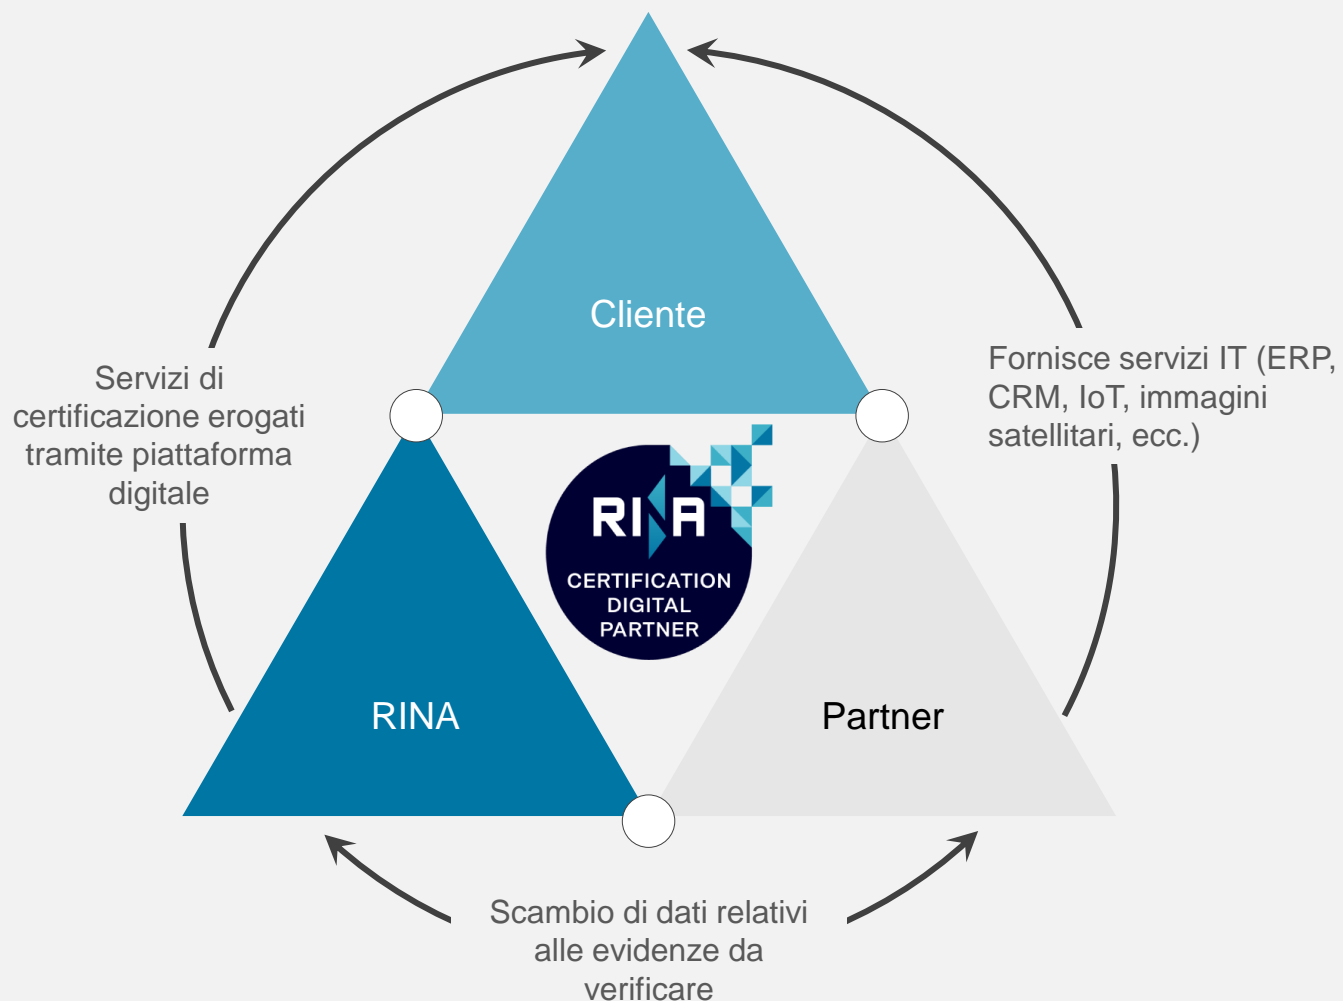 Cliente
Servizi di
certificazione erogati
tramite piattaforma
digitale
Fornisce servizi IT (ERP,
CRM, IoT, immagini
satellitari, ecc.)
RINA
CERTIFICATION
DIGITAL
PARTNER
RINA
Partner
Scambio di dati relativi
alle evidenze da
verificare